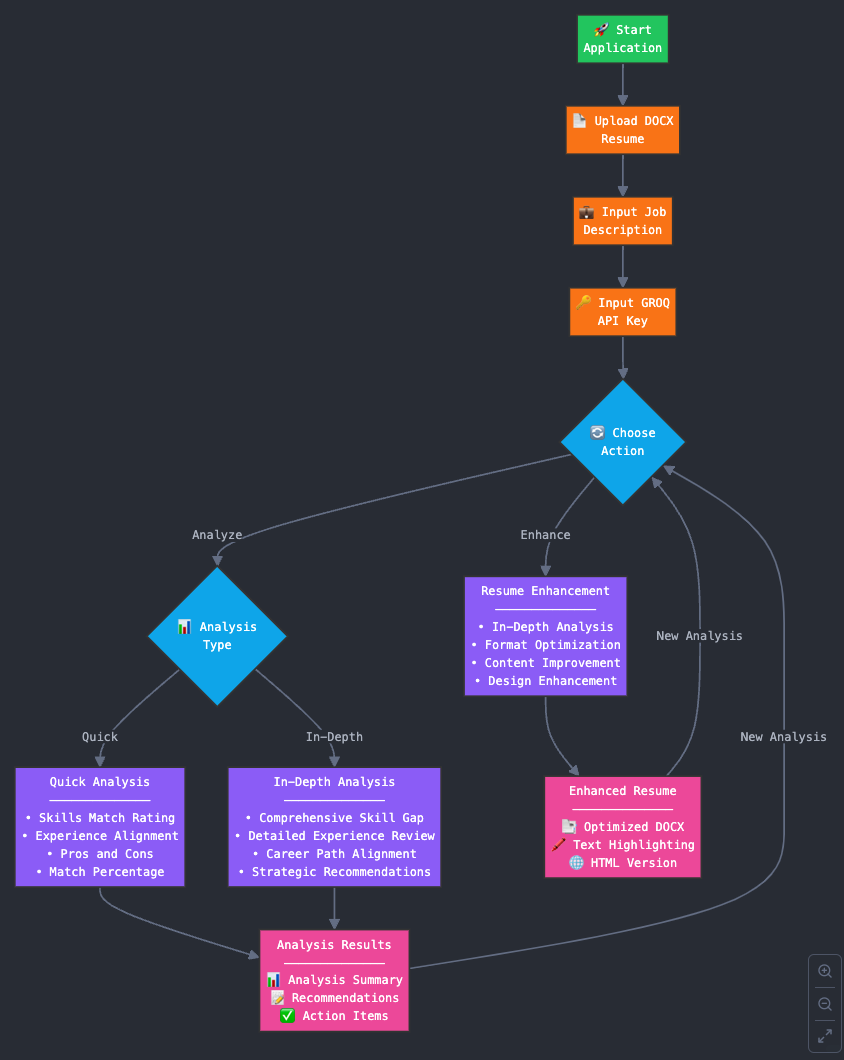 🚀 Start
Application
📄 Upload DOCX
Resume
💼 Input Job
Description
🔑 Input GROQ
API Key
🔄 Choose
Action
Analyze
Enhance
📊 Analysis
Type
Resume Enhancement
• In-Depth Analysis
• Format Optimization
• Content Improvement
• Design Enhancement
New Analysis
Quick
In-Depth
New Analysis
Quick Analysis
• Skills Match Rating
• Experience Alignment
• Pros and Cons
• Match Percentage
In-Depth Analysis
• Comprehensive Skill Gap
• Detailed Experience Review
• Career Path Alignment
• Strategic Recommendations
Enhanced Resume
📄 Optimized DOCX
🖍️ Text Highlighting
🌐 HTML Version
Analysis Results
📊 Analysis Summary
📝 Recommendations
✅ Action Items